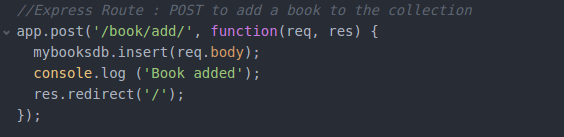 //Express Route : POST to add a book to the collection
app.post('/book/add/', function(req, res) {
  mybooksdb.insert(req.body);
  console.log ('Book added');
  res.redirect('/');
});